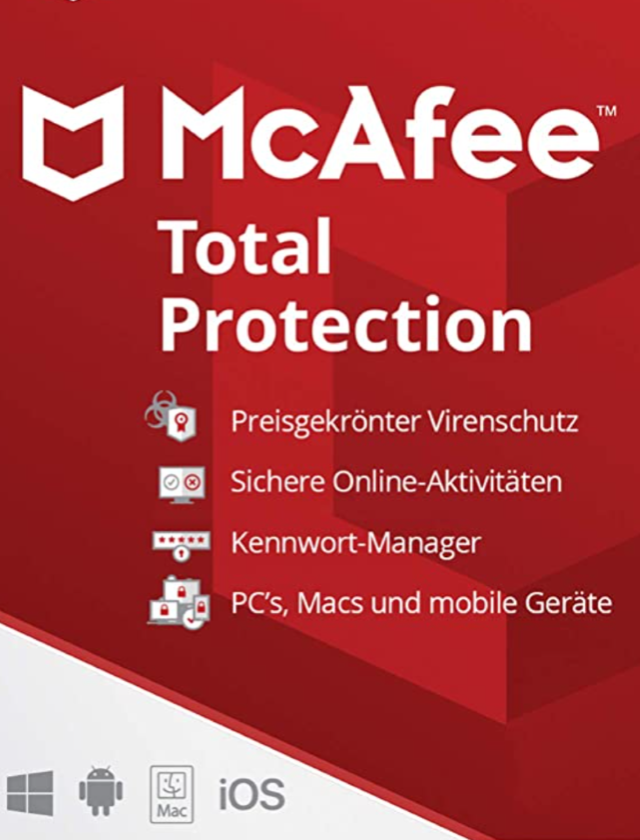 McAfee™
Total
Protection
Preisgekrönter Virenschutz
Sichere Online-Aktivitäten
Kennwort-Manager
PC's, Macs und mobile Geräte
Mac
iOS